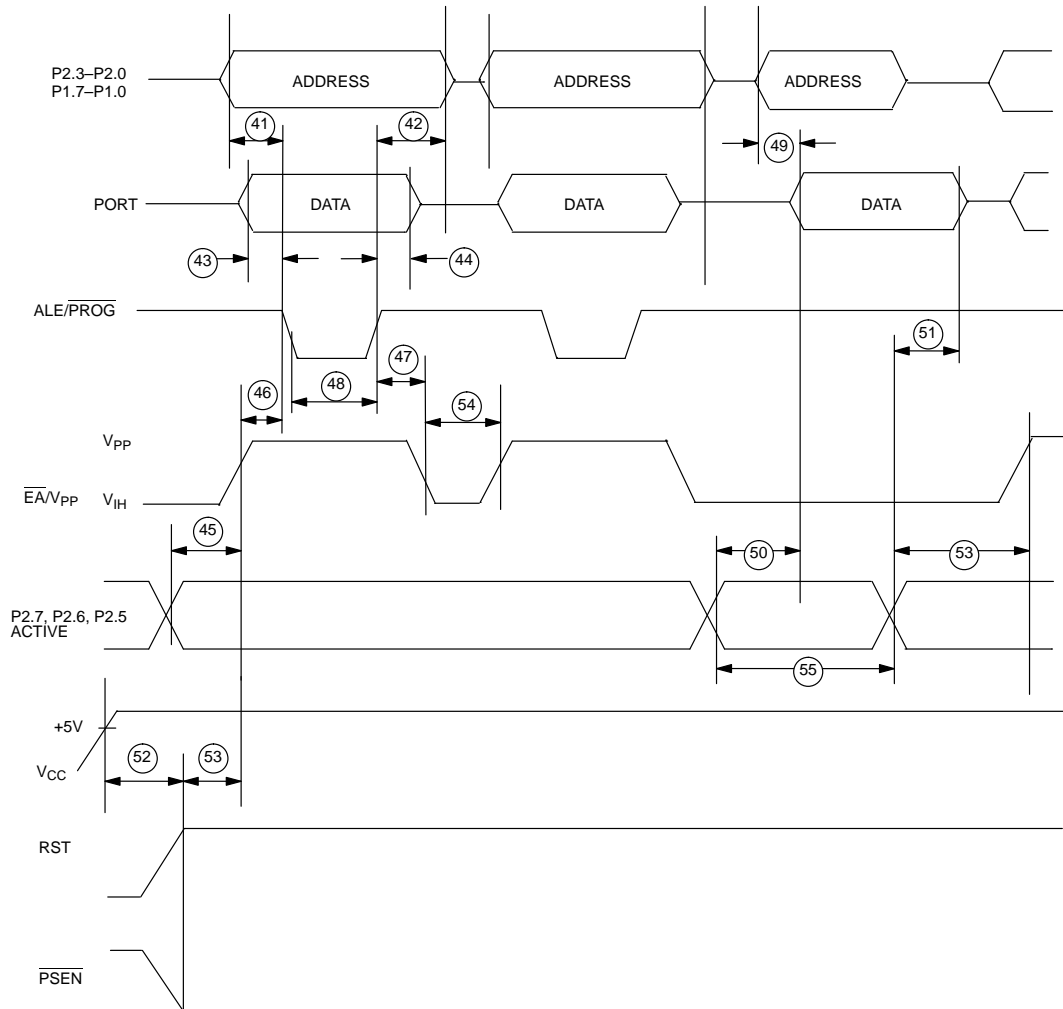 P2.3–P2.0
P1.7–P1.0
ADDRESS
ADDRESS
ADDRESS
41
42
49
PORT
DATA
DATA
DATA
43
44
ALE/PROG
51
47
46
48
54
VPP
EA/VPP
VIH
45
50
53
P2.7, P2.6, P2.5
ACTIVE
55
+5V
52
53
VCC
RST
PSEN